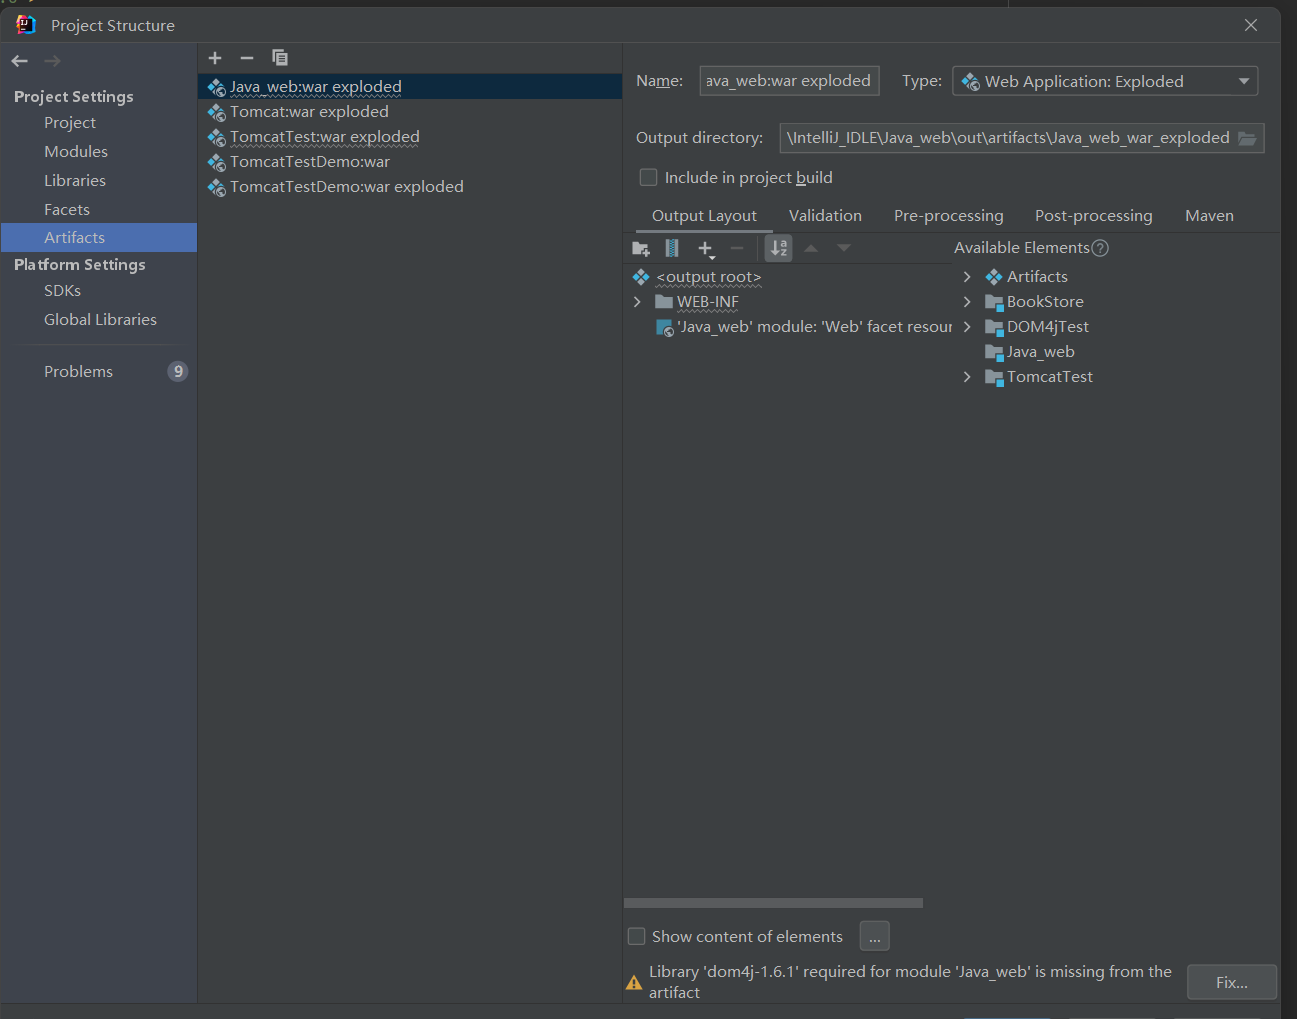 Project Structure
Project Settings
Project
Modules
Libraries
Facets
Artifacts
Platform Settings
SDKs
Global Libraries
Problems
9
Java_web:war exploded
Tomcat:war exploded
TomcatTest:war exploded
TomcatTestDemo:war
TomcatTestDemo:war exploded
Name: ava_web:war exploded Type: Web Application: Exploded
Output directory: \IntelliJ_IDLE\Java_web\out\artifacts\Java_web_war_exploded
Include in project build
Output Layout Validation Pre-processing Post-processing Maven
Available Elements
<output root>
WEB-INF
'Java_web' module: 'Web' facet resour
Artifacts
BookStore
DOM4jTest
Java_web
TomcatTest
Show content of elements ...
Library 'dom4j-1.6.1' required for module 'Java_web' is missing from the
artifact
Fix...